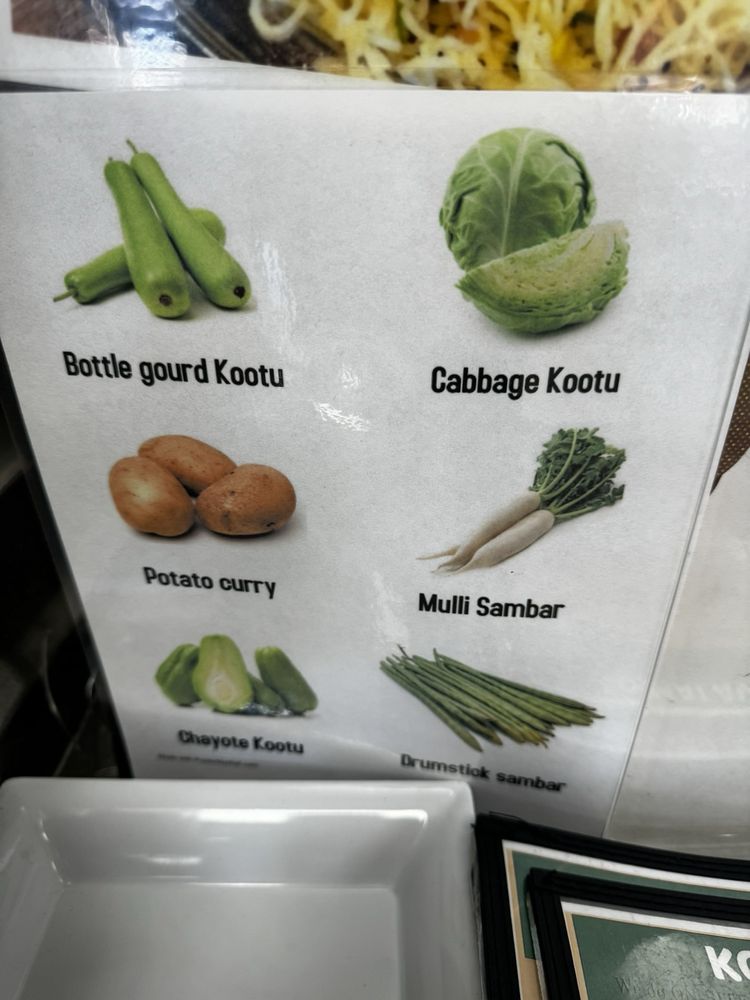 Bottle gourd Kootu
Cabbage Kootu
Potato curry
Mulli Sambar
Chayote Kootu
Drumstick sambar